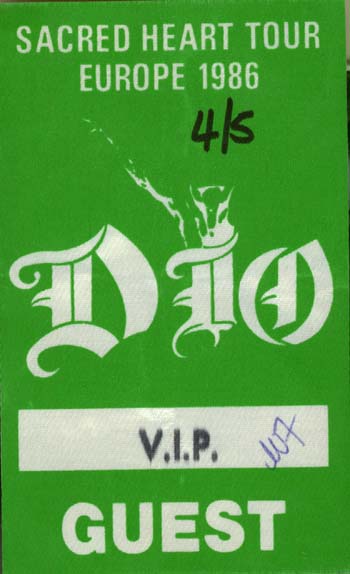 SACRED HEART TOUR
EUROPE 1986
4/5
DIO
V.I.P.
GUEST